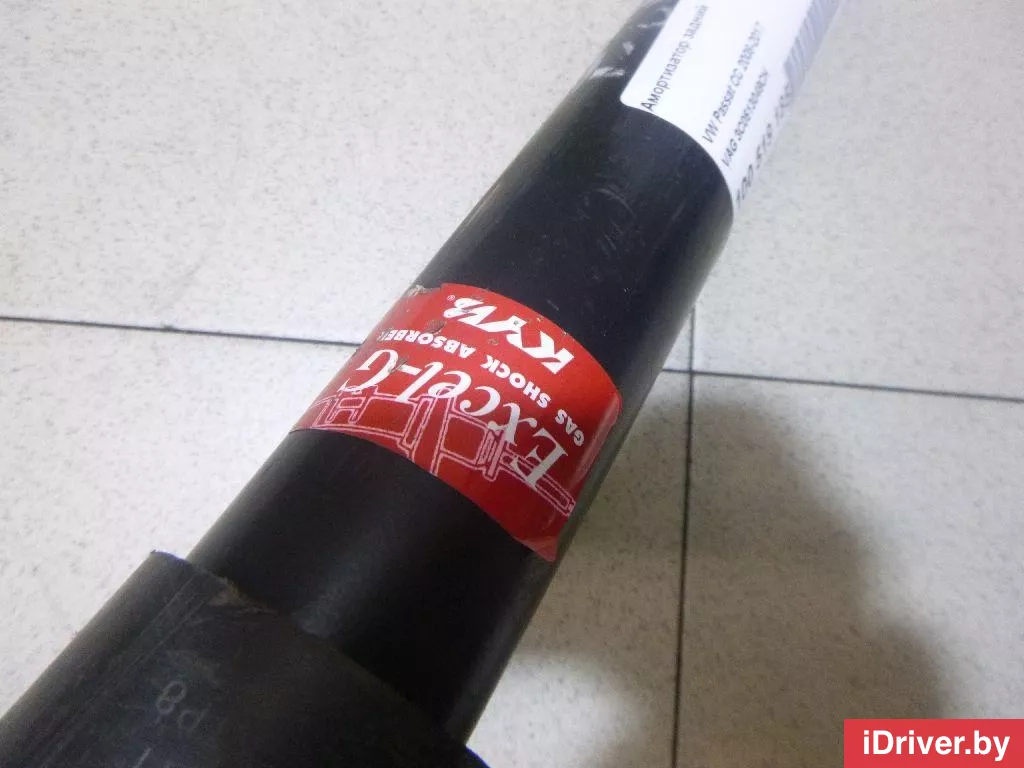 Амортизатор задний
VW Passat CC 2008-2017
KYB®
Excel-G
GAS SHOCK ABSORBER
iDriver.by